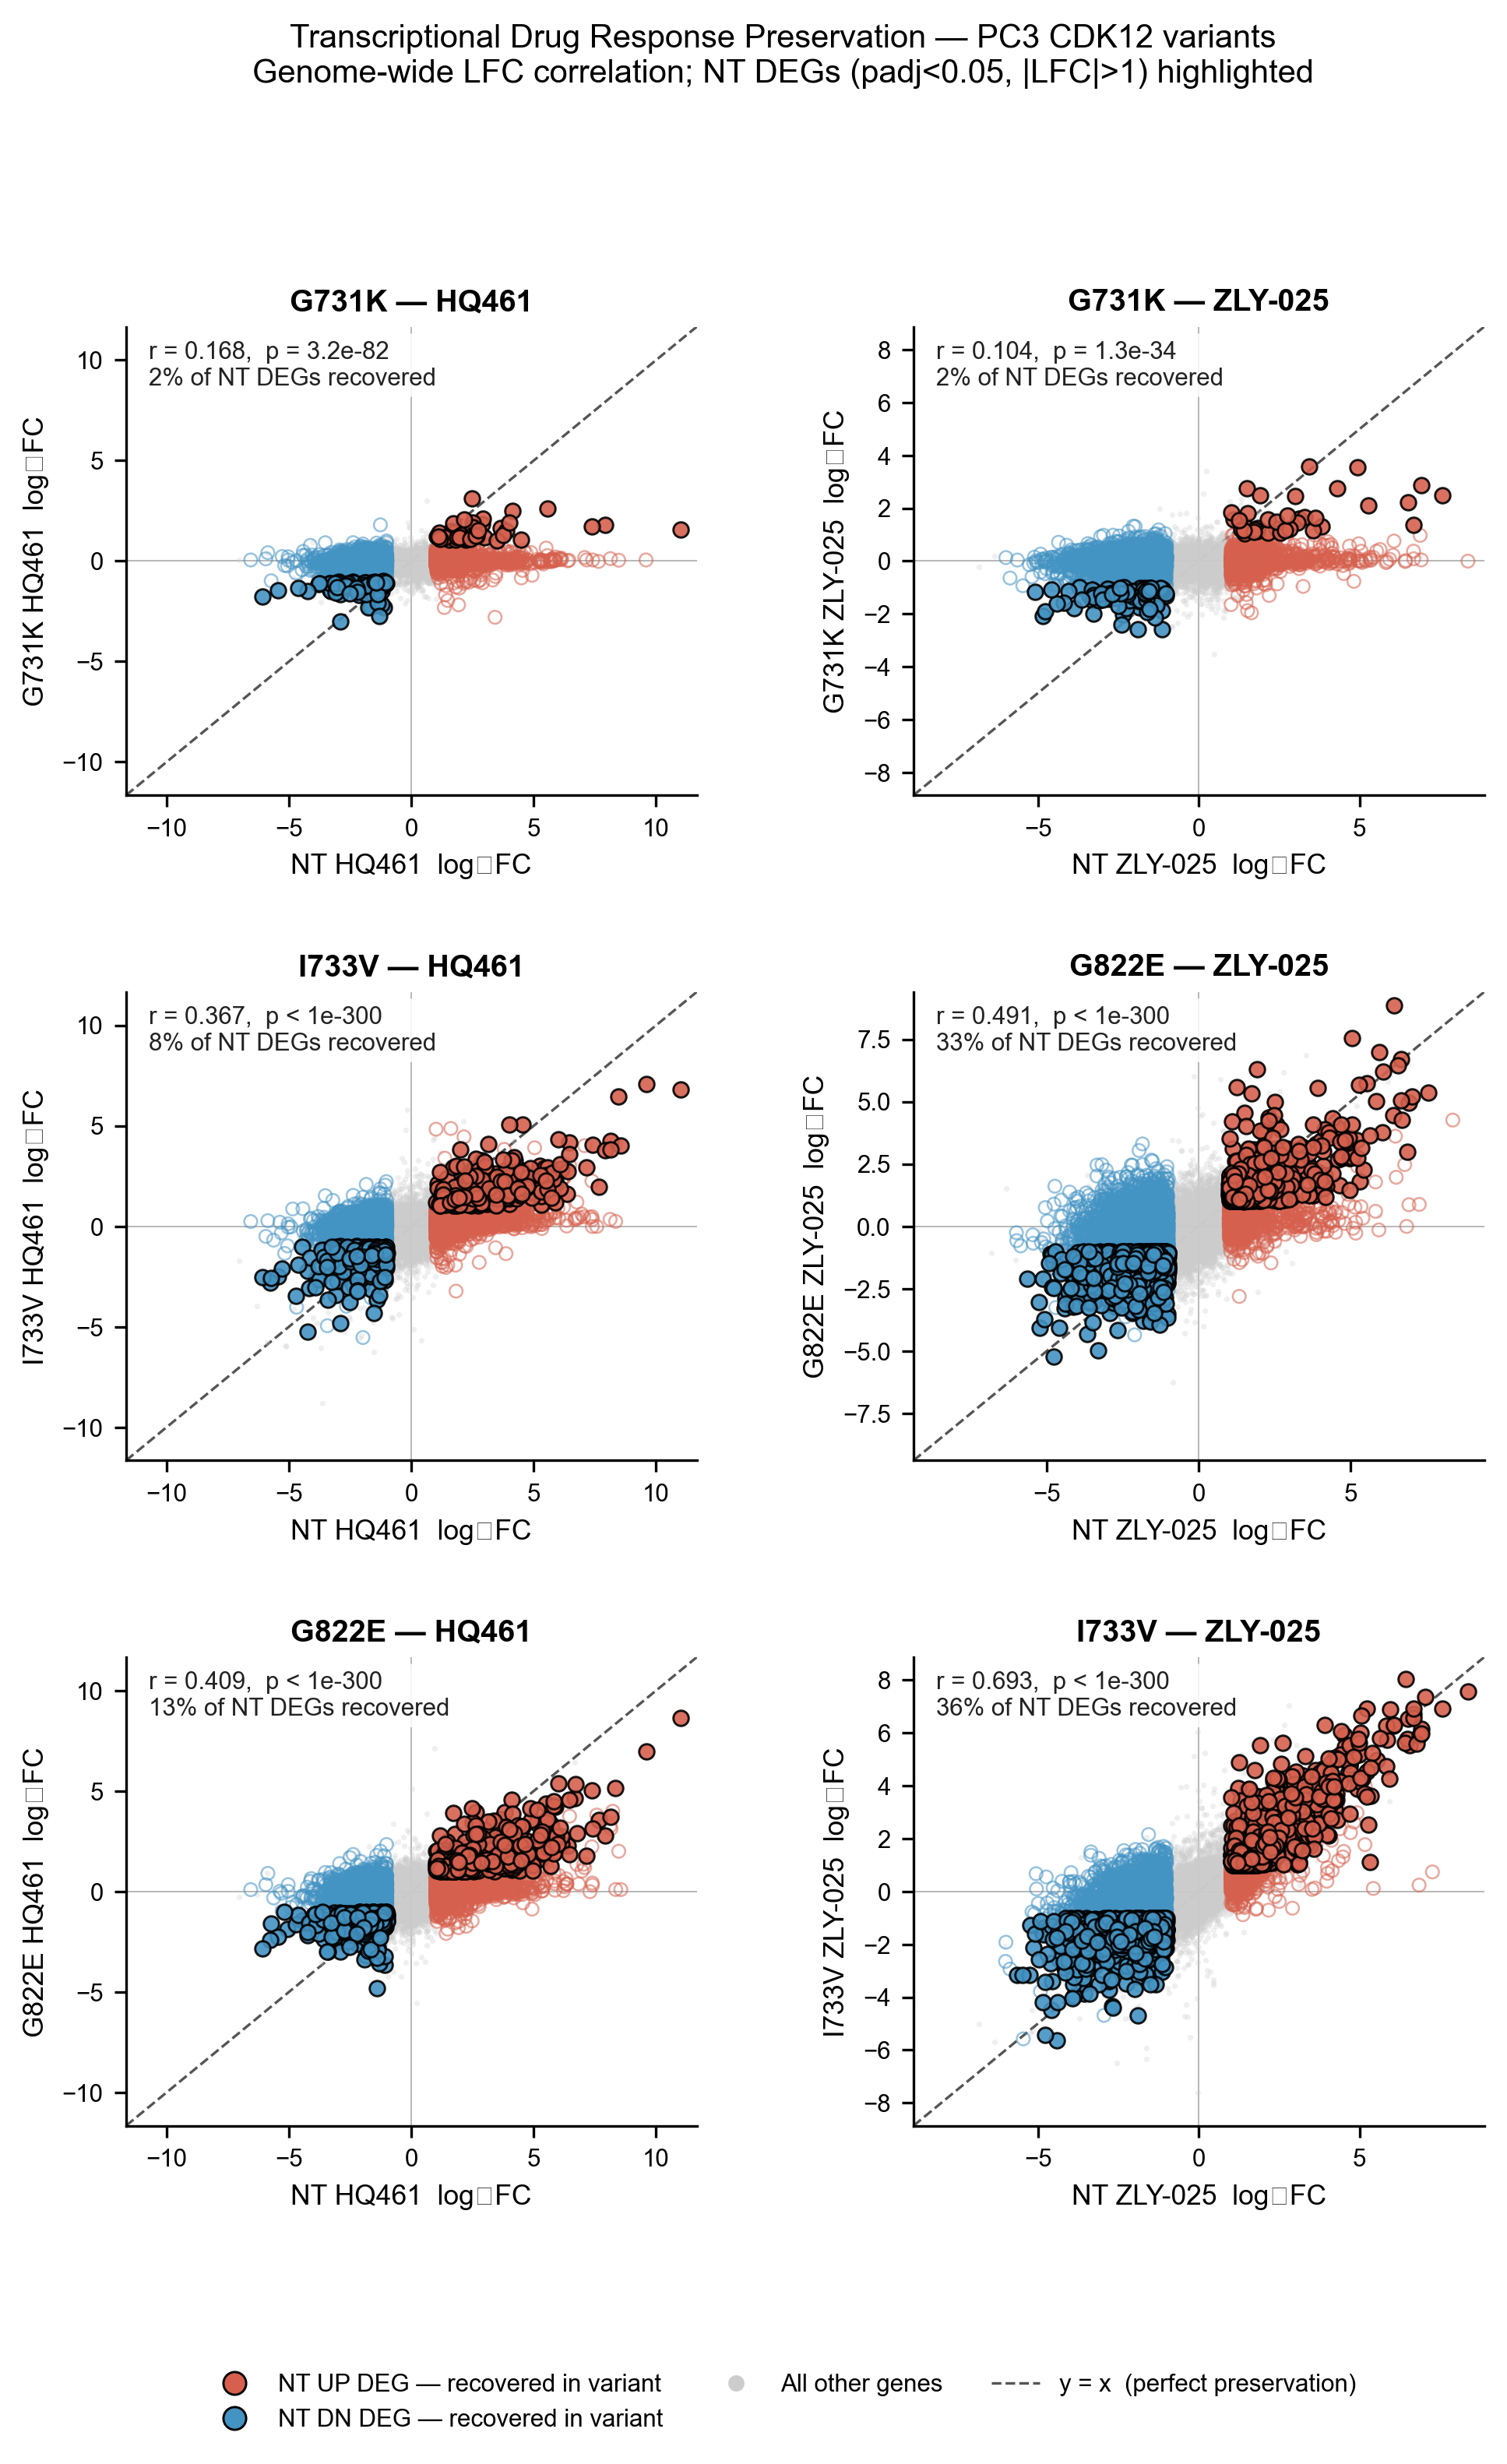 Transcriptional Drug Response Preservation — PC3 CDK12 variants
Genome-wide LFC correlation; NT DEGs (padj<0.05, |LFC|>1) highlighted
G731K — HQ461
r = 0.168, p = 3.2e-82
2% of NT DEGs recovered
G731K HQ461 log□FC
10
5
0
−5
−10
−10
−5
0
5
10
NT HQ461 log□FC
G731K — ZLY-025
r = 0.104, p = 1.3e-34
2% of NT DEGs recovered
G731K ZLY-025 log□FC
8
6
4
2
0
−2
−4
−6
−8
−5
0
5
NT ZLY-025 log□FC
I733V — HQ461
r = 0.367, p < 1e-300
8% of NT DEGs recovered
I733V HQ461 log□FC
10
5
0
−5
−10
−10
−5
0
5
10
NT HQ461 log□FC
G822E — ZLY-025
r = 0.491, p < 1e-300
33% of NT DEGs recovered
G822E ZLY-025 log□FC
7.5
5.0
2.5
0.0
−2.5
−5.0
−7.5
−5
0
5
NT ZLY-025 log□FC
G822E — HQ461
r = 0.409, p < 1e-300
13% of NT DEGs recovered
G822E HQ461 log□FC
10
5
0
−5
−10
−10
−5
0
5
10
NT HQ461 log□FC
I733V — ZLY-025
r = 0.693, p < 1e-300
36% of NT DEGs recovered
I733V ZLY-025 log□FC
8
6
4
2
0
−2
−4
−6
−8
−5
0
5
NT ZLY-025 log□FC
NT UP DEG — recovered in variant
NT DN DEG — recovered in variant
All other genes
y = x (perfect preservation)